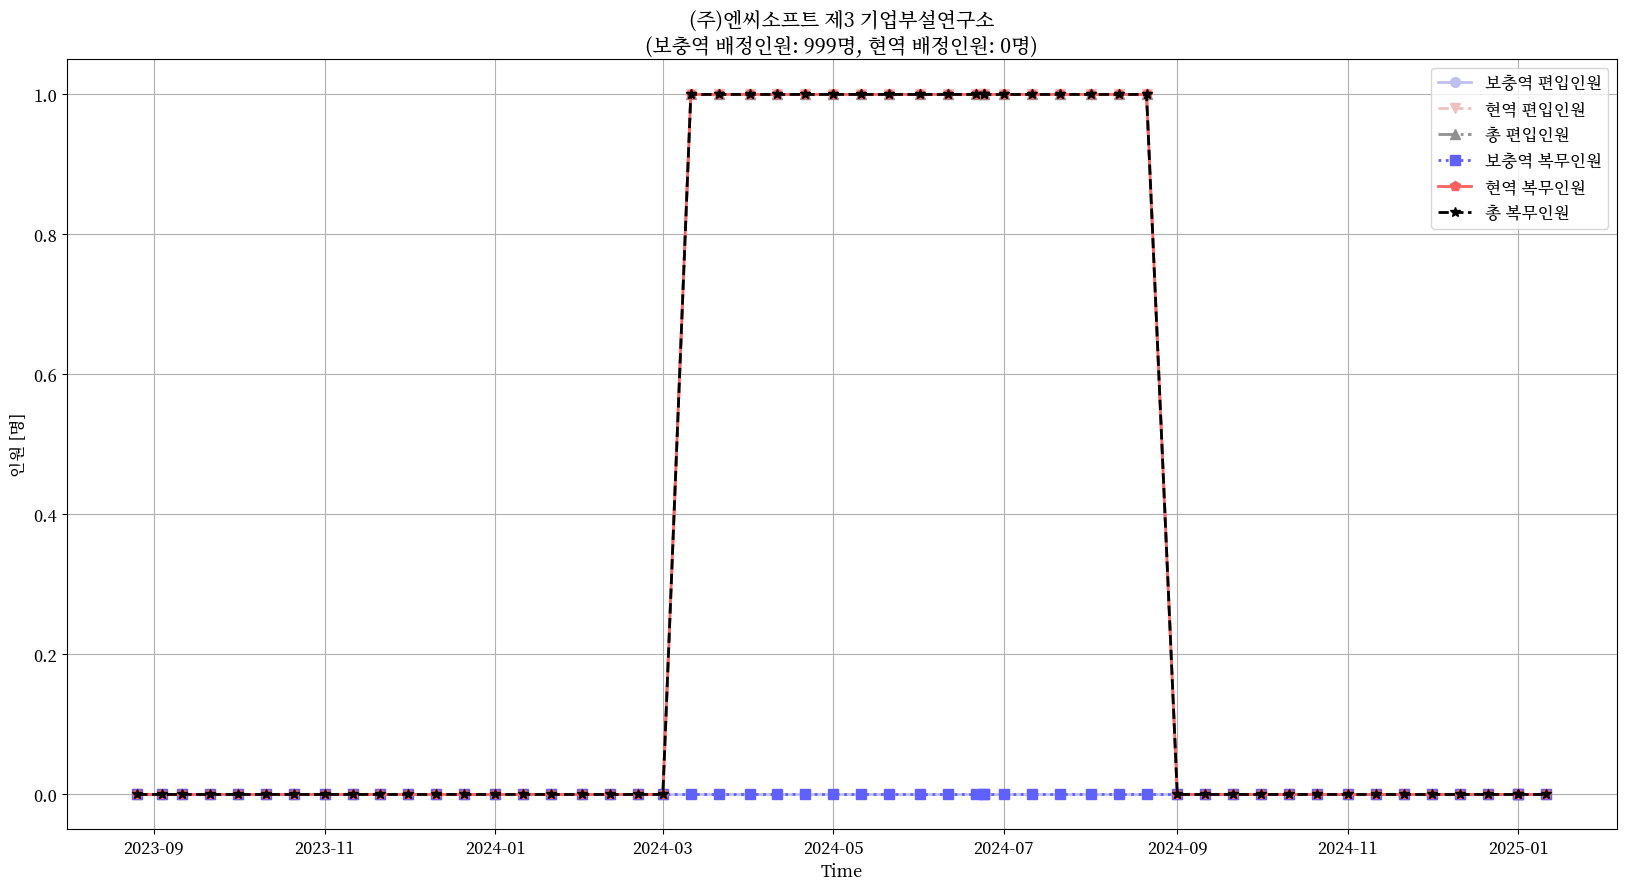 (주)엔씨소프트 제3 기업부설연구소
(보충역 배정인원: 999명, 현역 배정인원: 0명)
보충역 편입인원
현역 편입인원
총 편입인원
보충역 복무인원
현역 복무인원
총 복무인원
1.0
0.8
0.6
0.4
0.2
0.0
인원 [명]
2023-09
2023-11
2024-01
2024-03
2024-05
2024-07
2024-09
2024-11
2025-01
Time